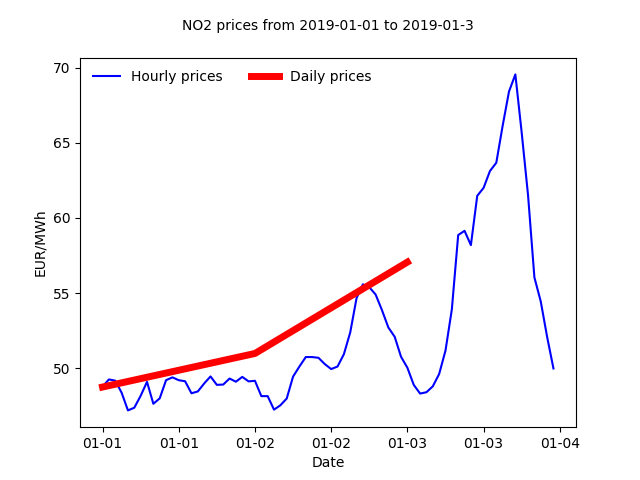 NO2 prices from 2019-01-01 to 2019-01-3
Hourly prices
Daily prices
70
65
60
55
50
EUR/MWh
01-01
01-01
01-02
01-02
01-03
01-03
01-04
Date